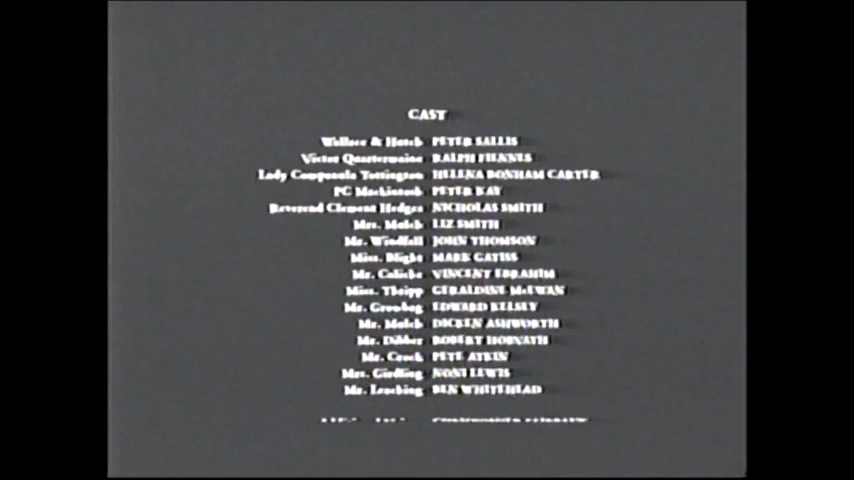 CAST
Wallace & Hutch PETER SALLIS
Victor Quartermaine RALPH FIENNES
Lady Campanula Tottington HELENA BONHAM CARTER
PC Mackintosh PETER KAY
Reverend Clement Hedges NICHOLAS SMITH
Mrs. Mulch LIZ SMITH
Mr. Windfall JOHN THOMSON
Miss. Blight MARK GATISS
Mr. Caliche VINCENT EBRAHIM
Miss. Thripp GERALDINE McEWAN
Mr. Growbag EDWARD KELSEY
Mr. Mulch DICKEN ASHWORTH
Mr. Dibber ROBERT HORVATH
Mr. Crock PETE ATKIN
Mrs. Girdling NONI LEWIS
Mr. Leaching BEN WHITEHEAD